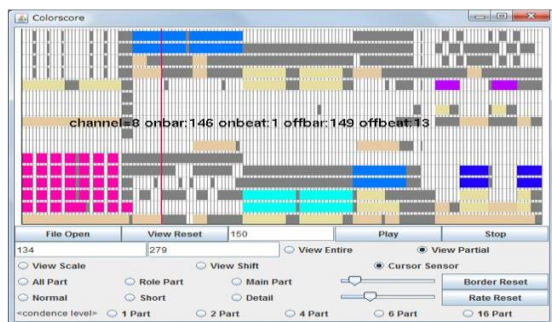 Colorscore
channel=8 onbar:146 onbeat:1 offbar:149 offbeat:13
File Open View Reset 150 Play Stop
134 279 View Entire View Partial
View Scale View Shift Cursor Sensor
All Part Role Part Main Part Border Reset
Normal Short Detail Rate Reset
<condence level> 1 Part 2 Part 4 Part 6 Part 16 Part